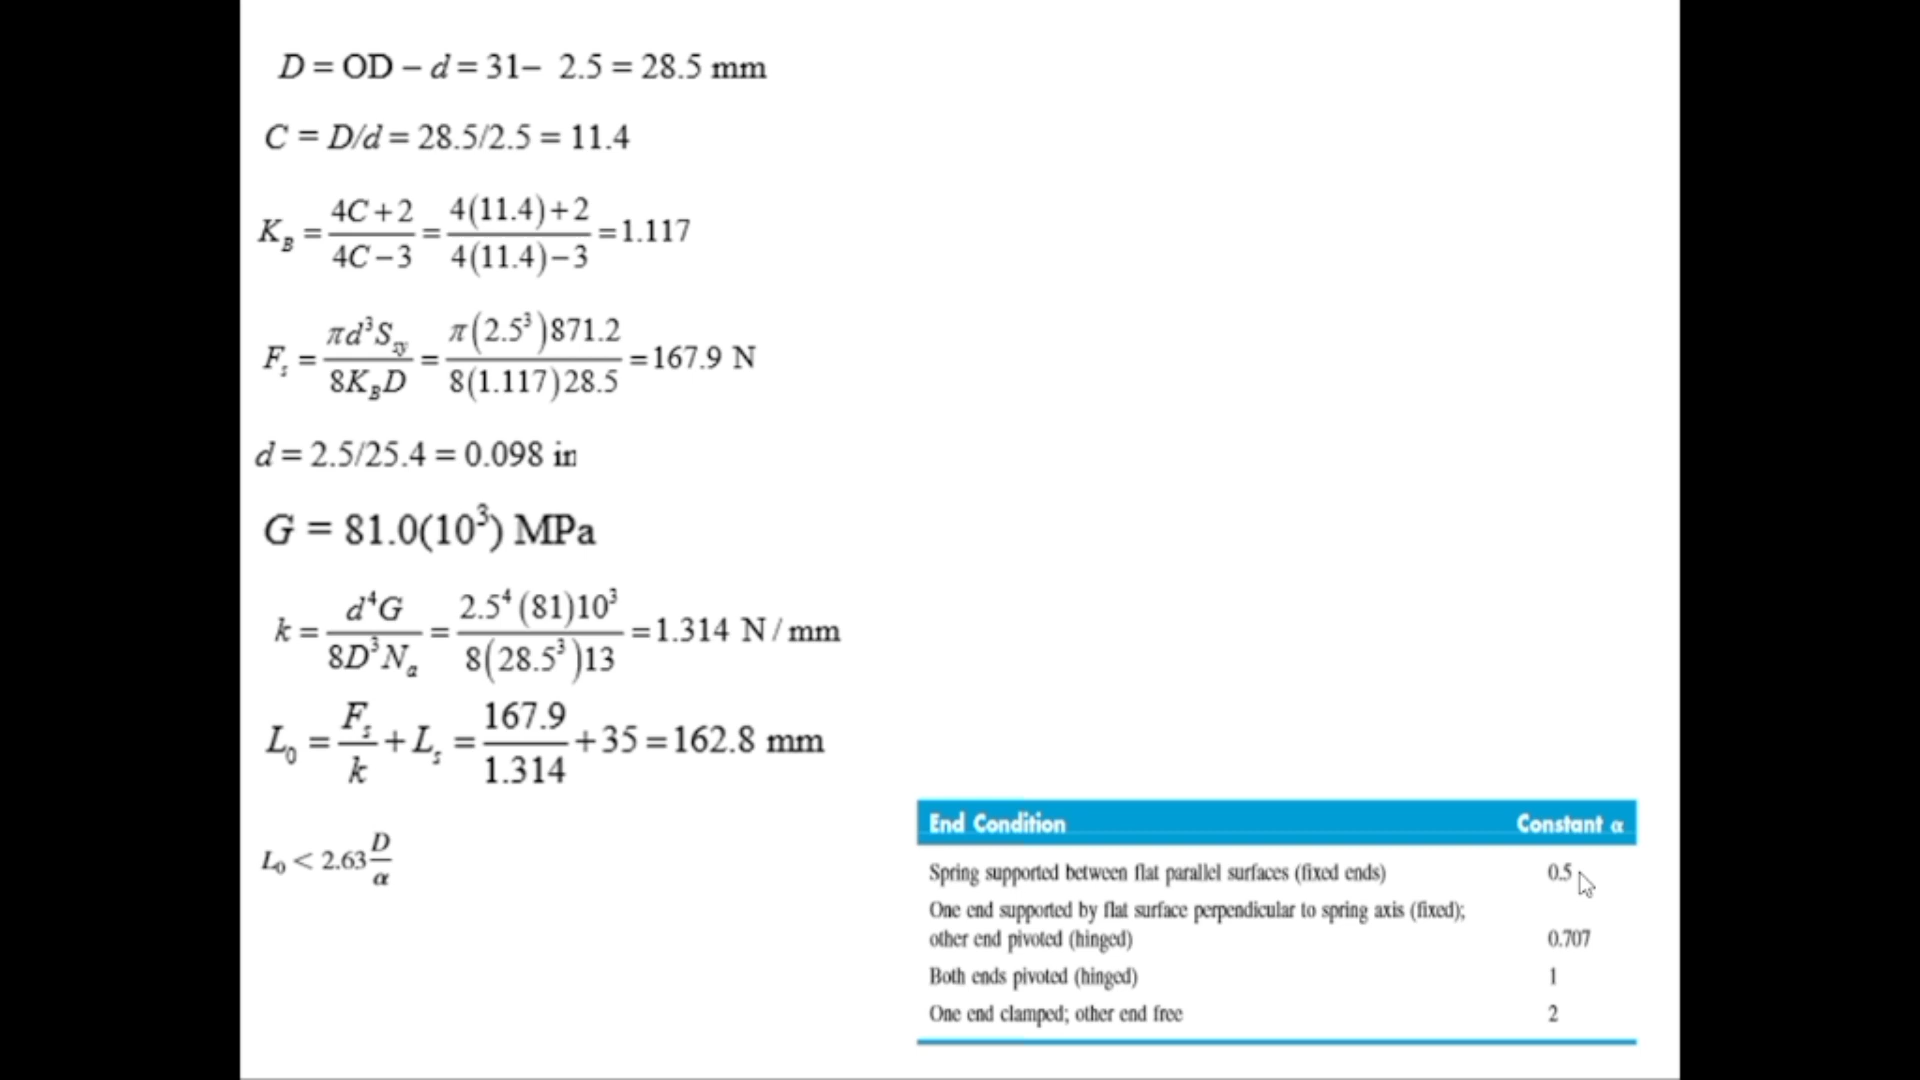 D = OD − d = 31− 2.5 = 28.5 mm
C = D/d = 28.5/2.5 = 11.4
K_B = (4C+2)/(4C−3) = (4(11.4)+2)/(4(11.4)−3) = 1.117
F_s = (πd³S_sy)/(8K_B D) = (π(2.5³)871.2)/(8(1.117)28.5) = 167.9 N
d = 2.5/25.4 = 0.098 in
G = 81.0(10³) MPa
k = (d⁴G)/(8D³N_a) = (2.5⁴(81)10³)/(8(28.5³)13) = 1.314 N/mm
L₀ = F_s/k + L_s = 167.9/1.314 + 35 = 162.8 mm
L₀ < 2.63 D/α
End Condition Constant α
Spring supported between flat parallel surfaces (fixed ends) 0.5
One end supported by flat surface perpendicular to spring axis (fixed);
other end pivoted (hinged) 0.707
Both ends pivoted (hinged) 1
One end clamped; other end free 2